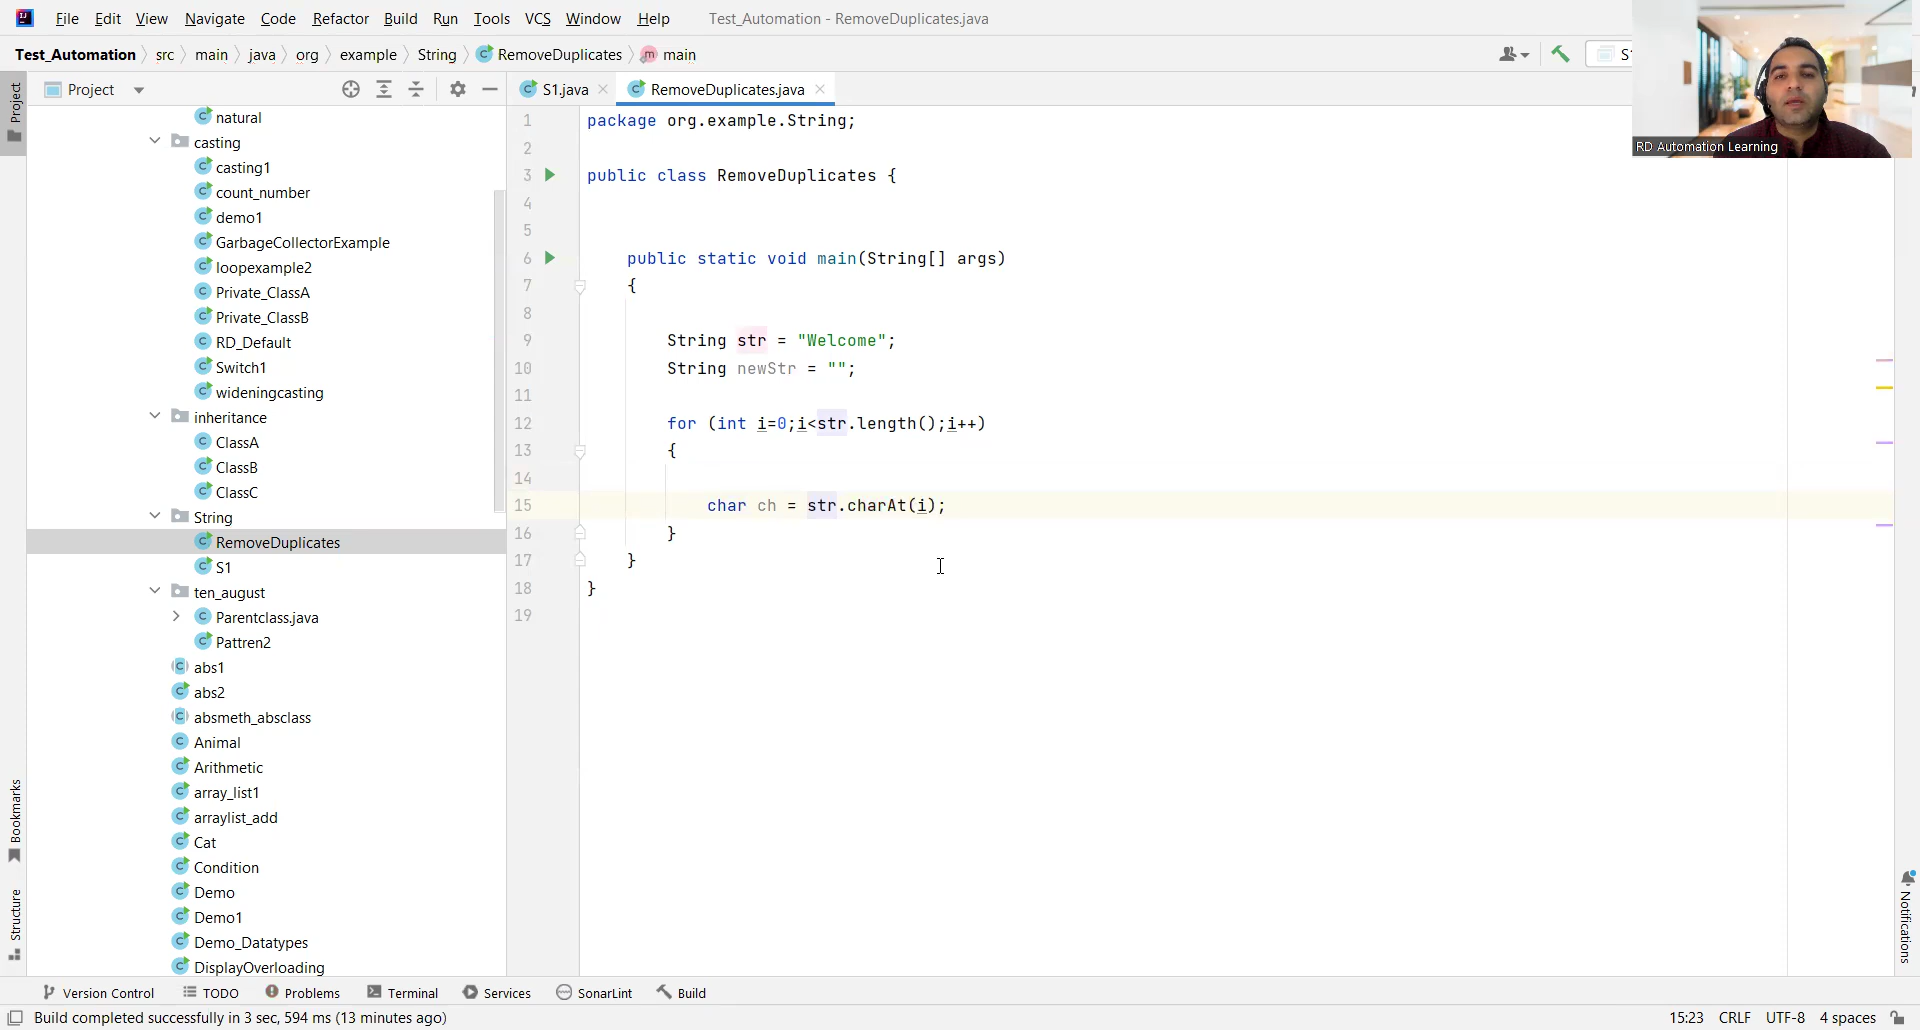 File Edit View Navigate Code Refactor Build Run Tools VCS Window Help Test_Automation - RemoveDuplicates.java
Test_Automation src main java org example String RemoveDuplicates main
Project
Project
S1.java
RemoveDuplicates.java
RD Automation Learning
natural
casting
casting1
count_number
demo1
GarbageCollectorExample
loopexample2
Private_ClassA
Private_ClassB
RD_Default
Switch1
wideningcasting
inheritance
ClassA
ClassB
ClassC
String
RemoveDuplicates
S1
ten_august
Parentclass.java
Pattren2
abs1
abs2
absmeth_absclass
Animal
Arithmetic
array_list1
arraylist_add
Cat
Condition
Demo
Demo1
Demo_Datatypes
DisplayOverloading
1 package org.example.String;
2
3 public class RemoveDuplicates {
4
5
6 public static void main(String[] args)
7 {
8
9 String str = "Welcome";
10 String newStr = "";
11
12 for (int i=0;i<str.length();i++)
13 {
14
15 char ch = str.charAt(i);
16 }
17 }
18 }
19
Bookmarks
Structure
Notifications
Version Control TODO Problems Terminal Services SonarLint Build
Build completed successfully in 3 sec, 594 ms (13 minutes ago) 15:23 CRLF UTF-8 4 spaces